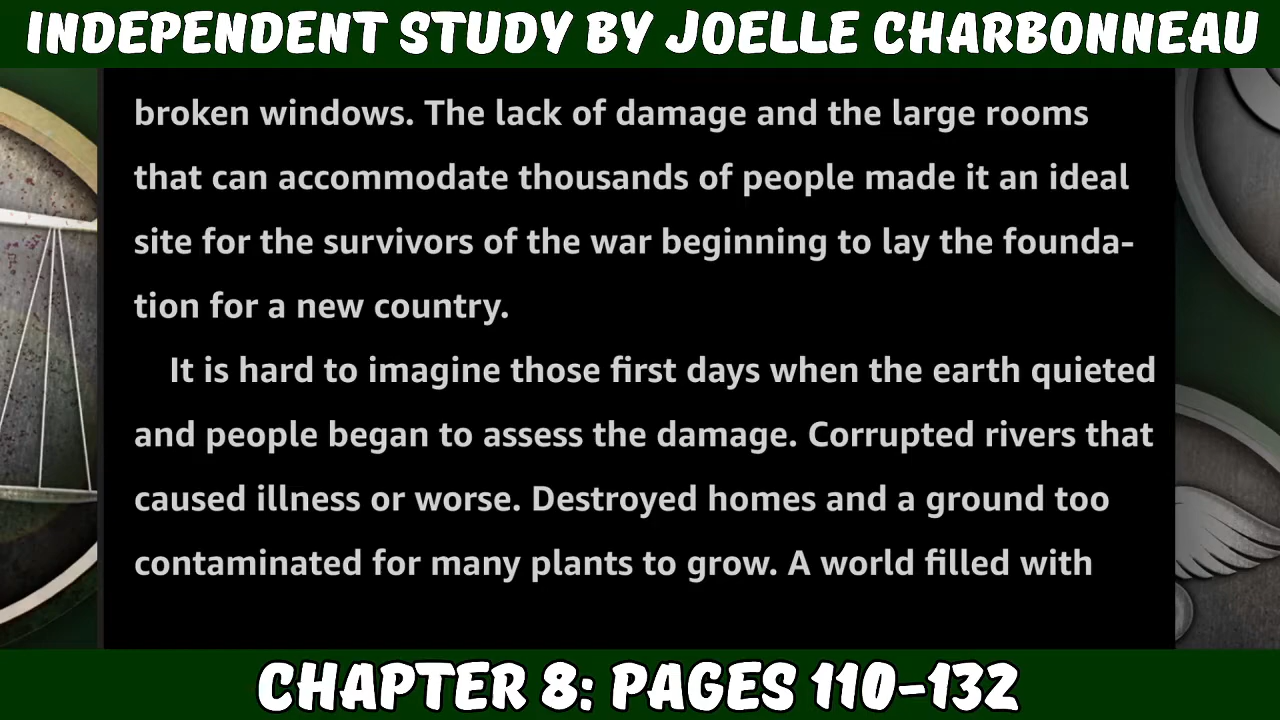 INDEPENDENT STUDY BY JOELLE CHARBONNEAU
broken windows. The lack of damage and the large rooms
that can accommodate thousands of people made it an ideal
site for the survivors of the war beginning to lay the founda-
tion for a new country.
It is hard to imagine those first days when the earth quieted
and people began to assess the damage. Corrupted rivers that
caused illness or worse. Destroyed homes and a ground too
contaminated for many plants to grow. A world filled with
CHAPTER 8: PAGES 110-132